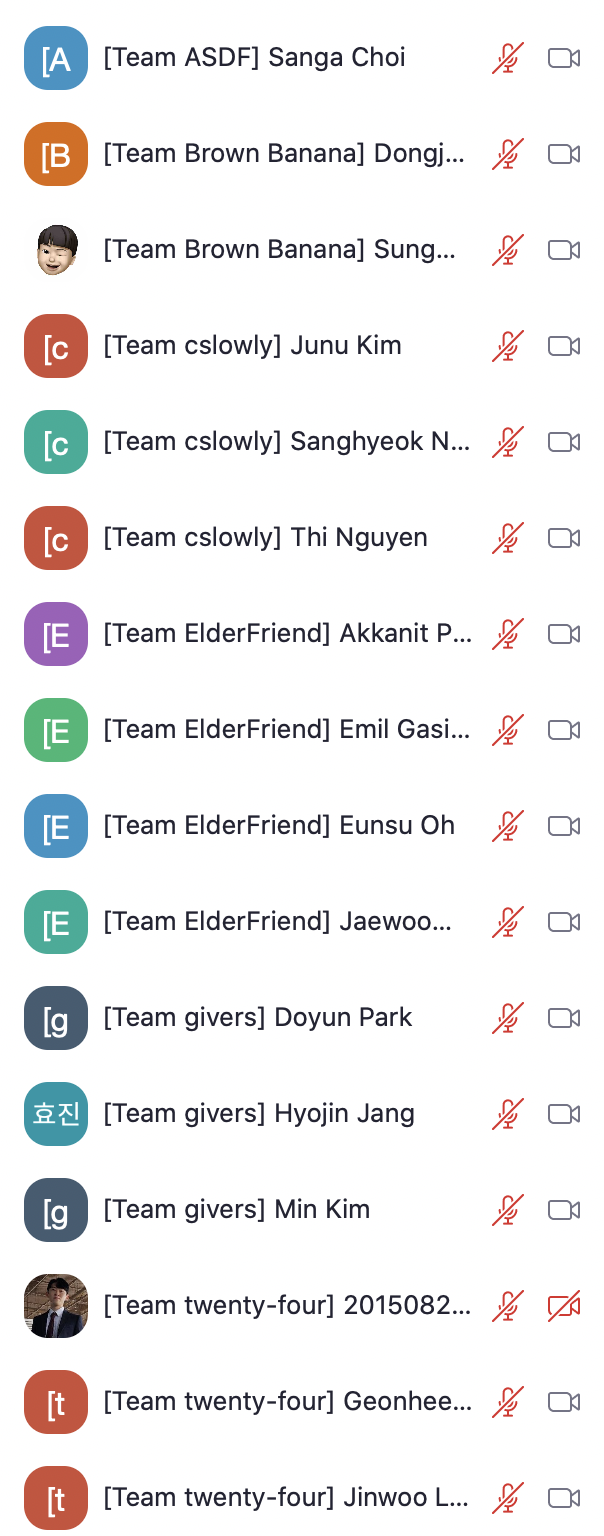 [A [Team ASDF] Sanga Choi
[B [Team Brown Banana] Dongj...
[Team Brown Banana] Sung...
[c [Team cslowly] Junu Kim
[c [Team cslowly] Sanghyeok N...
[c [Team cslowly] Thi Nguyen
[E [Team ElderFriend] Akkanit P...
[E [Team ElderFriend] Emil Gasi...
[E [Team ElderFriend] Eunsu Oh
[E [Team ElderFriend] Jaewoo...
[g [Team givers] Doyun Park
효진 [Team givers] Hyojin Jang
[g [Team givers] Min Kim
[Team twenty-four] 2015082...
[t [Team twenty-four] Geonhee...
[t [Team twenty-four] Jinwoo L...